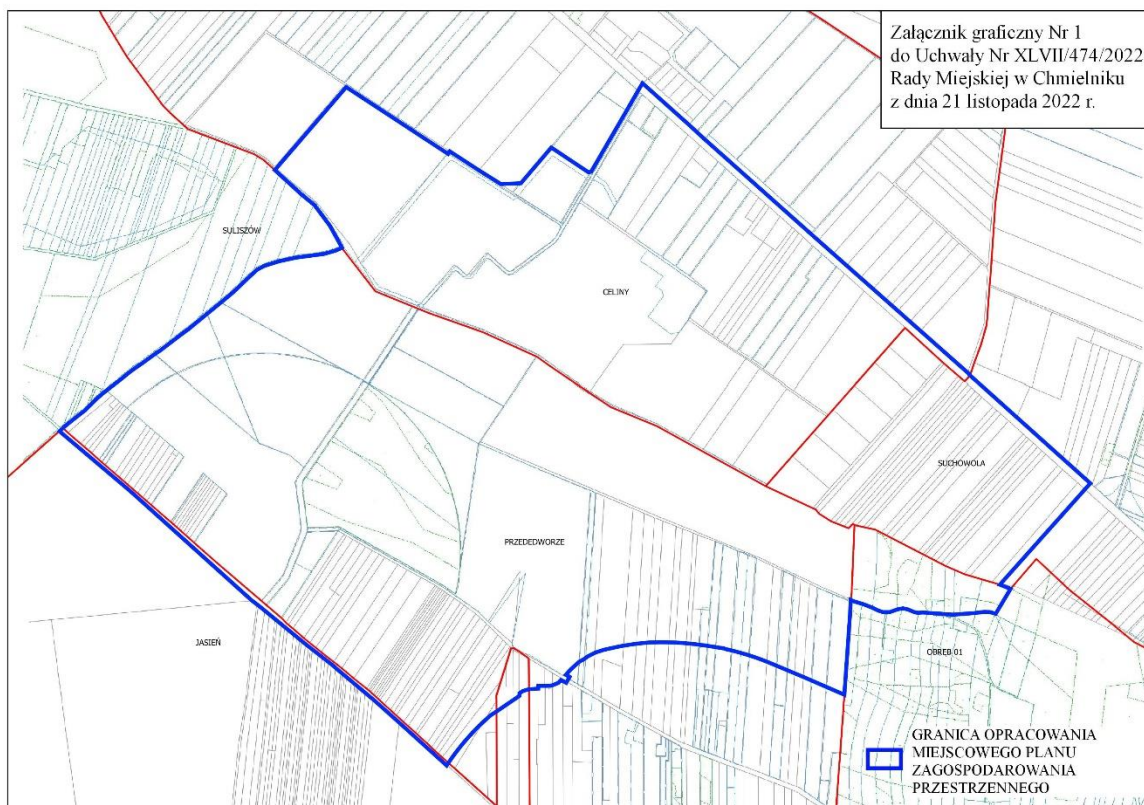 Załącznik graficzny Nr 1
do Uchwały Nr XLVII/474/2022
Rady Miejskiej w Chmielniku
z dnia 21 listopada 2022 r.
SULISZÓW
CELINY
SUCHOWOLA
PRZEDEDWORZE
JASIEŃ
OBRĘB 01
GRANICA OPRACOWANIA
MIEJSCOWEGO PLANU
ZAGOSPODAROWANIA
PRZESTRZENNEGO